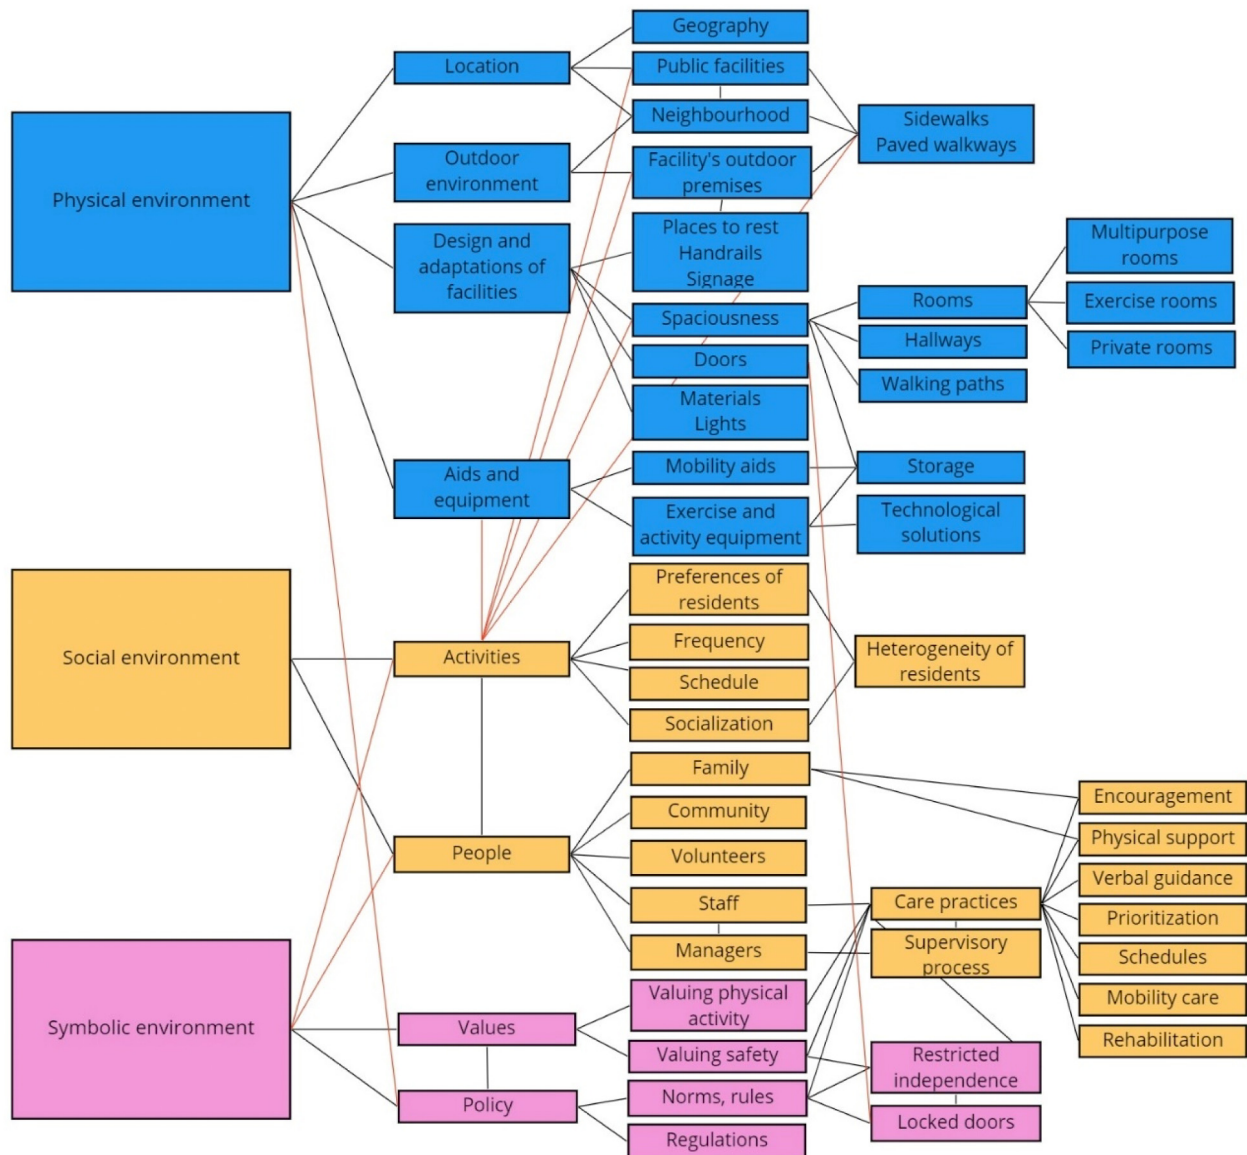 Physical environment
Location
Outdoor
environment
Design and
adaptations of
facilities
Aids and
equipment
Geography
Public facilities
Neighbourhood
Facility's outdoor
premises
Places to rest
Handrails
Signage
Spaciousness
Doors
Materials
Lights
Mobility aids
Exercise and
activity equipment
Sidewalks
Paved walkways
Rooms
Hallways
Walking paths
Storage
Technological
solutions
Multipurpose
rooms
Exercise rooms
Private rooms
Social environment
Activities
People
Preferences of
residents
Frequency
Schedule
Socialization
Family
Community
Volunteers
Staff
Managers
Heterogeneity of
residents
Care practices
Supervisory
process
Encouragement
Physical support
Verbal guidance
Prioritization
Schedules
Mobility care
Rehabilitation
Symbolic environment
Values
Policy
Valuing physical
activity
Valuing safety
Norms, rules
Regulations
Restricted
independence
Locked doors